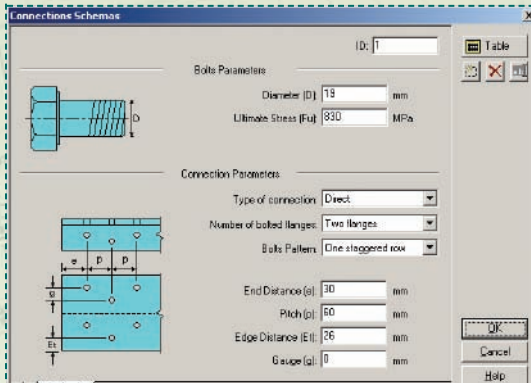 Connections Schemas
ID: 1
Table
Bolts Parameters
D
Diameter (D): 19 mm
Ultimate Stress (Fu): 830 MPa
Connection Parameters
Type of connection: Direct
Number of bolted flanges: Two flanges
Bolts Pattern: One staggered row
e p p
g
Et
End Distance (e): 30 mm
Pitch (p): 60 mm
Edge Distance (Et): 26 mm
Gauge (g): 0 mm
OK
Cancel
Help